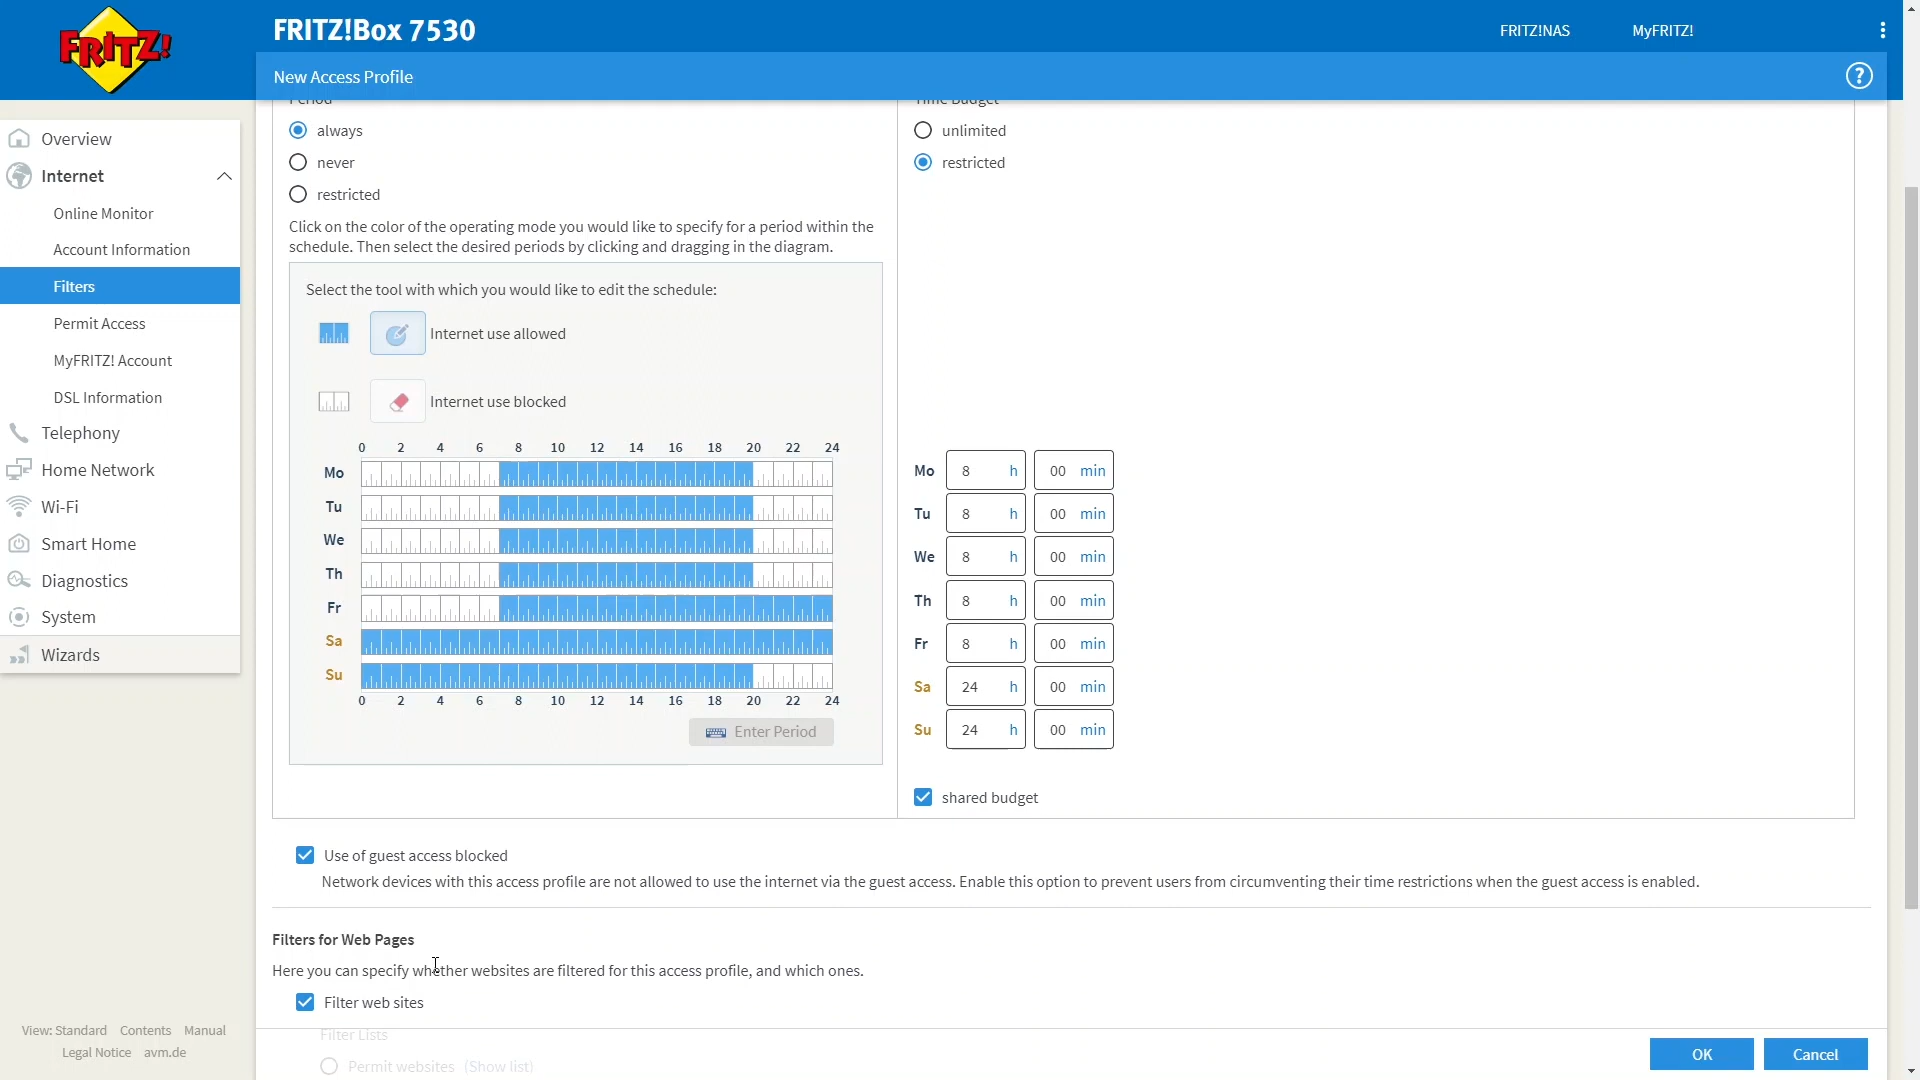 FRITZ!
FRITZ!Box 7530
FRITZ!NAS
MyFRITZ!
New Access Profile
?
Overview
Internet
Online Monitor
Account Information
Filters
Permit Access
MyFRITZ! Account
DSL Information
Telephony
Home Network
Wi-Fi
Smart Home
Diagnostics
System
Wizards
View: Standard Contents Manual
Legal Notice avm.de
Period
always
never
restricted
Click on the color of the operating mode you would like to specify for a period within the
schedule. Then select the desired periods by clicking and dragging in the diagram.
Select the tool with which you would like to edit the schedule:
Internet use allowed
Internet use blocked
0 2 4 6 8 10 12 14 16 18 20 22 24
Mo
Tu
We
Th
Fr
Sa
Su
0 2 4 6 8 10 12 14 16 18 20 22 24
Enter Period
Time Budget
unlimited
restricted
Mo 8 h 00 min
Tu 8 h 00 min
We 8 h 00 min
Th 8 h 00 min
Fr 8 h 00 min
Sa 24 h 00 min
Su 24 h 00 min
shared budget
Use of guest access blocked
Network devices with this access profile are not allowed to use the internet via the guest access. Enable this option to prevent users from circumventing their time restrictions when the guest access is enabled.
Filters for Web Pages
Here you can specify whether websites are filtered for this access profile, and which ones.
Filter web sites
Filter Lists
Permit websites (Show list)
OK
Cancel